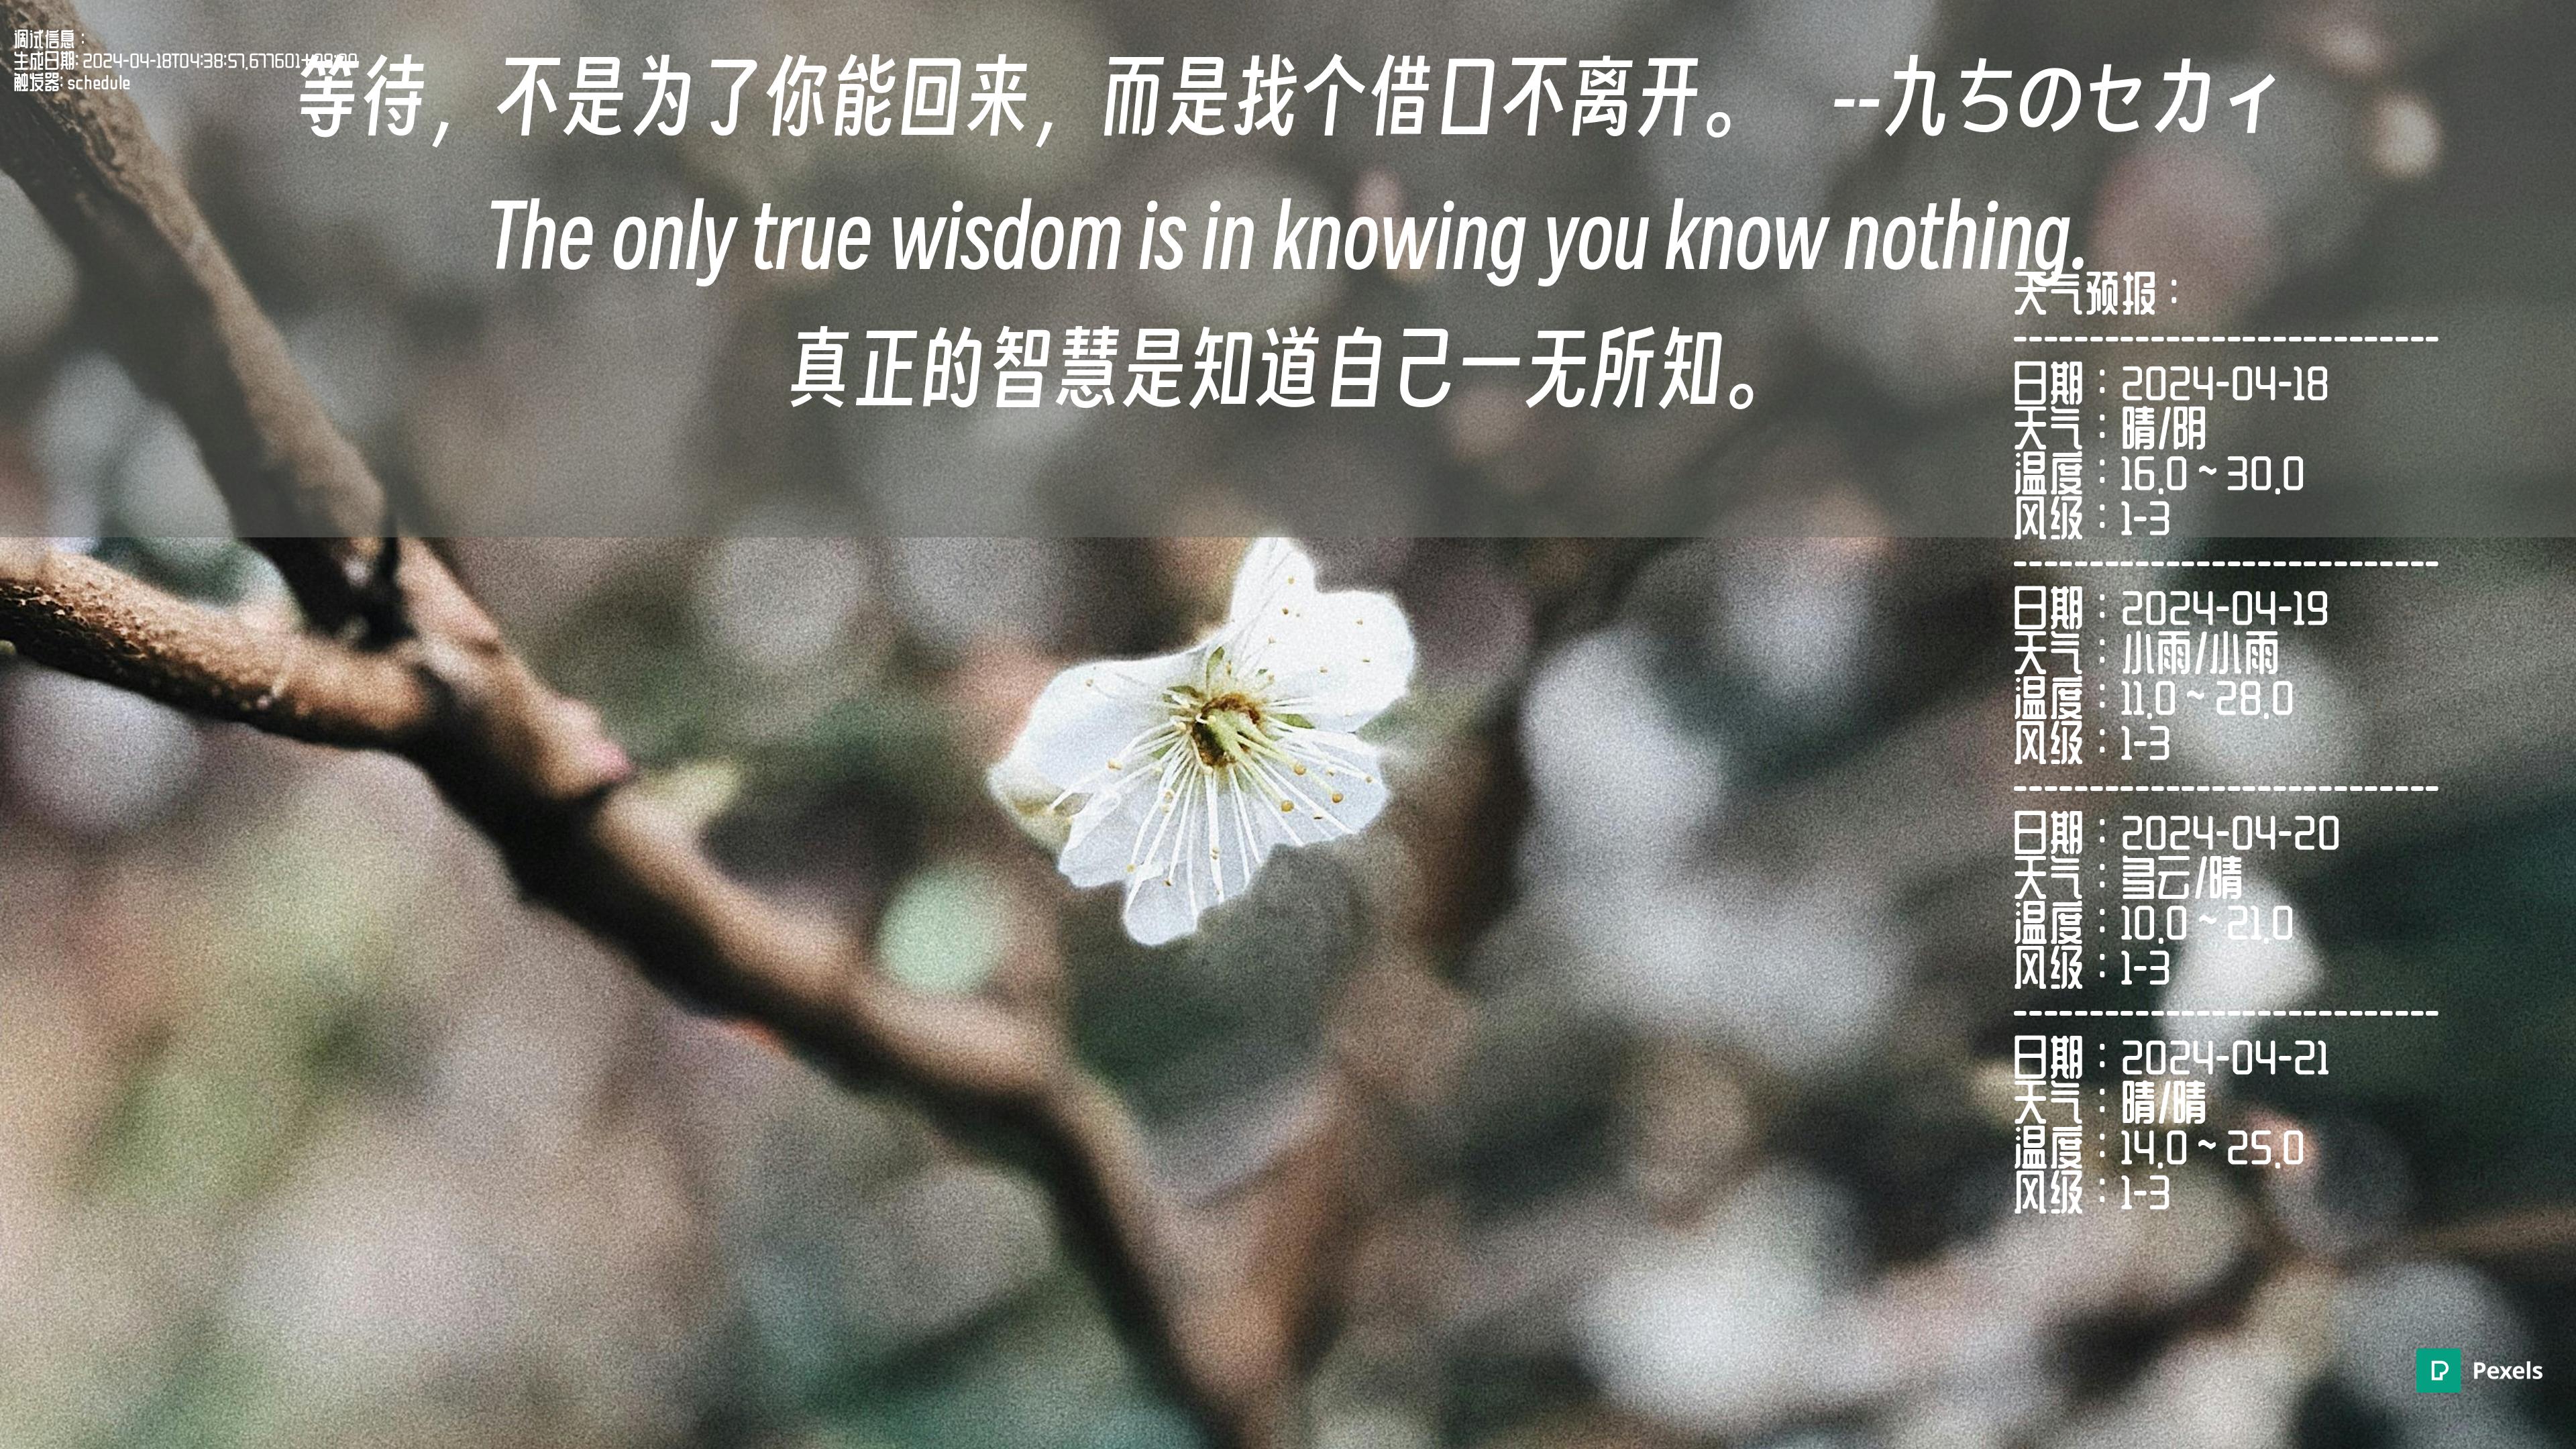 调试信息：
生成日期: 2024-04-18T04:38:57.677601+08:00
触发器: schedule
等待，不是为了你能回来，而是找个借口不离开。 --九ちのセカィ
The only true wisdom is in knowing you know nothing.
真正的智慧是知道自己一无所知。
天气预报：
----------------------------
日期：2024-04-18
天气：晴/阴
温度：16.0 ~ 30.0
风级：1-3
----------------------------
日期：2024-04-19
天气：小雨/小雨
温度：11.0 ~ 28.0
风级：1-3
----------------------------
日期：2024-04-20
天气：多云/晴
温度：10.0 ~ 21.0
风级：1-3
----------------------------
日期：2024-04-21
天气：晴/晴
温度：14.0 ~ 25.0
风级：1-3
Pexels